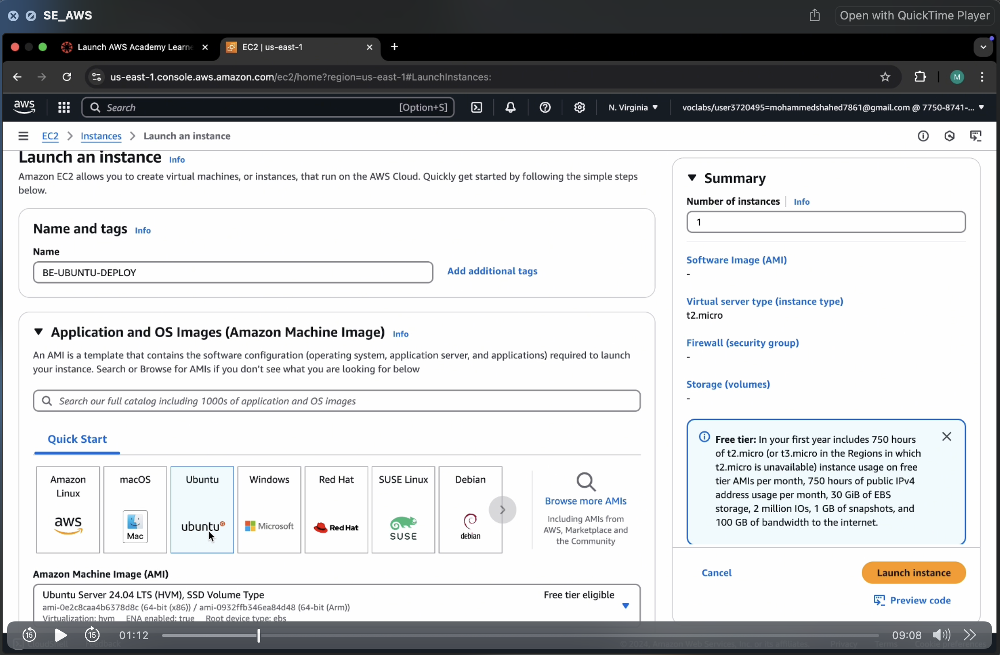 SE_AWS
Open with QuickTime Player
Launch AWS Academy Learne
EC2 | us-east-1
us-east-1.console.aws.amazon.com/ec2/home?region=us-east-1#LaunchInstances:
M
aws
Search
[Option+S]
N. Virginia
voclabs/user3720495=mohammedshahed7861@gmail.com @ 7750-8741-...
EC2
Instances
Launch an instance
Launch an instance Info
Amazon EC2 allows you to create virtual machines, or instances, that run on the AWS Cloud. Quickly get started by following the simple steps
below.
Name and tags Info
Name
BE-UBUNTU-DEPLOY
Add additional tags
Application and OS Images (Amazon Machine Image) Info
An AMI is a template that contains the software configuration (operating system, application server, and applications) required to launch
your instance. Search or Browse for AMIs if you don't see what you are looking for below
Search our full catalog including 1000s of application and OS images
Quick Start
Amazon
Linux
aws
macOS
Mac
Ubuntu
ubuntu
Windows
Microsoft
Red Hat
Red Hat
SUSE Linux
SUSE
Debian
debian
Browse more AMIs
Including AMIs from
AWS, Marketplace and
the Community
Amazon Machine Image (AMI)
Ubuntu Server 24.04 LTS (HVM), SSD Volume Type
Free tier eligible
ami-0e2c8caa4b6378d8c (64-bit (x86)) / ami-0932ffb346ea84d48 (64-bit (Arm))
Virtualization: hvm ENA enabled: true Root device type: ebs
Summary
Number of instances Info
1
Software Image (AMI)
-
Virtual server type (instance type)
t2.micro
Firewall (security group)
-
Storage (volumes)
-
Free tier: In your first year includes 750 hours
of t2.micro (or t3.micro in the Regions in which
t2.micro is unavailable) instance usage on free
tier AMIs per month, 750 hours of public IPv4
address usage per month, 30 GiB of EBS
storage, 2 million IOs, 1 GB of snapshots, and
100 GB of bandwidth to the internet.
Cancel
Launch instance
Preview code
15
15
01:12
09:08
CloudShell Feedback
© 2024, Amazon Web Services, Inc. or its affiliates. Privacy Terms Cookie preferences